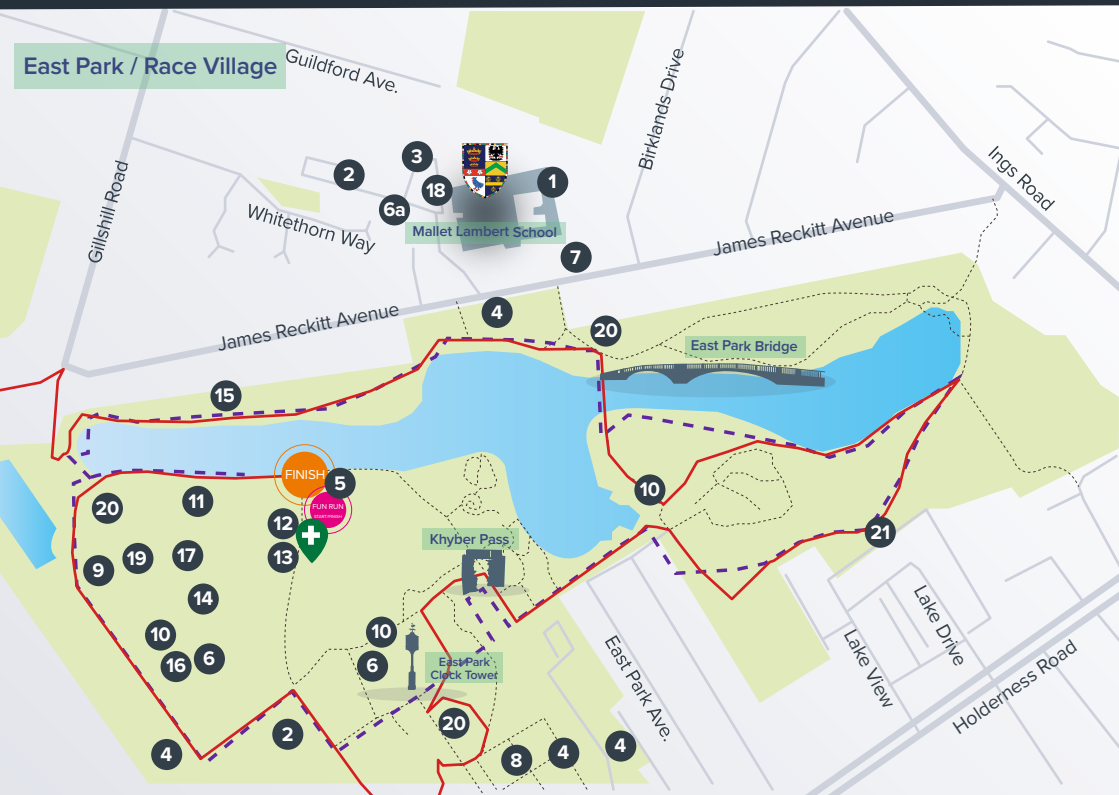 East Park / Race Village
Guildford Ave.
Birklands Drive
Ings Road
Gillshill Road
3
2
18
1
6a
Whitethorn Way
Mallet Lambert School
7
James Reckitt Avenue
James Reckitt Avenue
4
20
East Park Bridge
15
FINISH
5
FUN RUN
START/FINISH
10
20
11
12
13
Khyber Pass
21
9
19
17
14
10
16
6
10
6
East Park
Clock Tower
East Park Ave.
Lake View
Lake Drive
Holderness Road
20
2
4
8
4
4